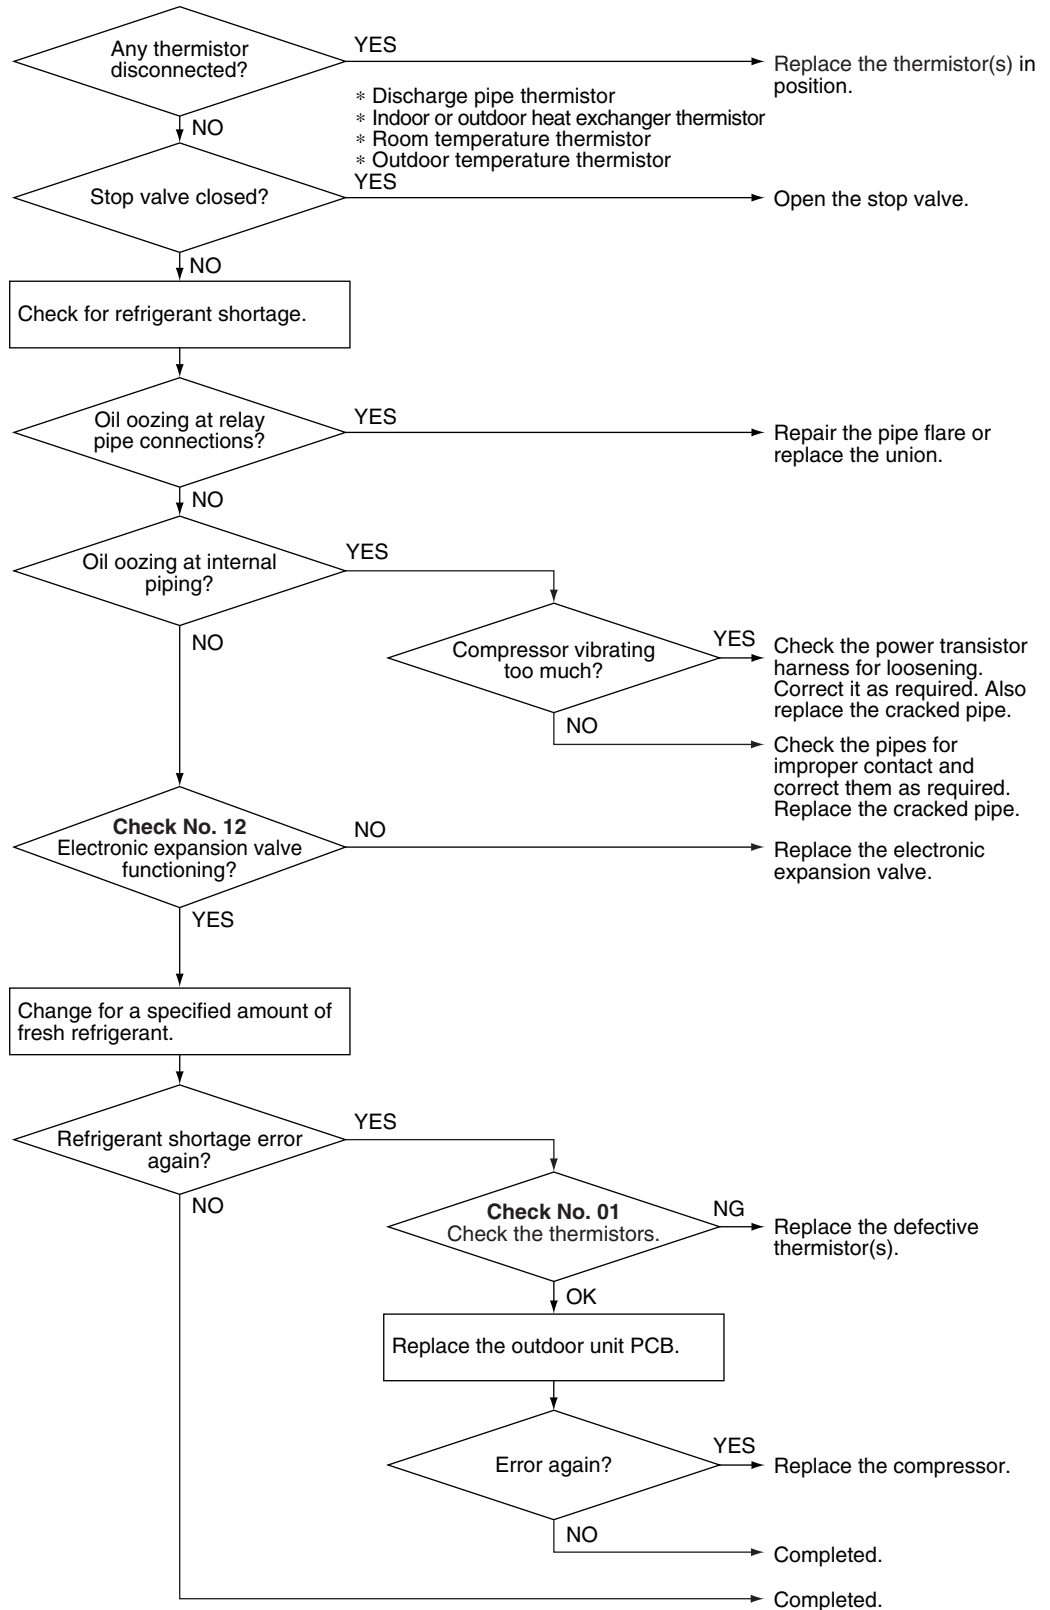 Any thermistor
disconnected?
YES
Replace the thermistor(s) in
position.
∗ Discharge pipe thermistor
∗ Indoor or outdoor heat exchanger thermistor
∗ Room temperature thermistor
∗ Outdoor temperature thermistor
NO
Stop valve closed?
YES
Open the stop valve.
NO
Check for refrigerant shortage.
Oil oozing at relay
pipe connections?
YES
Repair the pipe flare or
replace the union.
NO
Oil oozing at internal
piping?
YES
NO
Compressor vibrating
too much?
YES
Check the power transistor
harness for loosening.
Correct it as required. Also
replace the cracked pipe.
NO
Check the pipes for
improper contact and
correct them as required.
Replace the cracked pipe.
Check No. 12
Electronic expansion valve
functioning?
NO
Replace the electronic
expansion valve.
YES
Change for a specified amount of
fresh refrigerant.
Refrigerant shortage error
again?
YES
NO
Check No. 01
Check the thermistors.
NG
Replace the defective
thermistor(s).
OK
Replace the outdoor unit PCB.
Error again?
YES
Replace the compressor.
NO
Completed.
Completed.